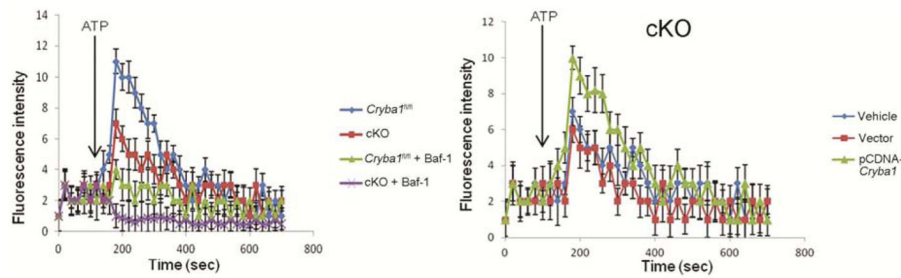 ATP
14
12
10
8
6
4
2
0
0 200 400 600 800
Fluorescence intensity
Time (sec)
Cryba1fl/fl
cKO
Cryba1fl/fl + Baf-1
cKO + Baf-1
cKO
ATP
12
10
8
6
4
2
0
0 200 400 600 800
Fluorescence intensity
Time (sec)
Vehicle
Vector
pCDNA-
Cryba1